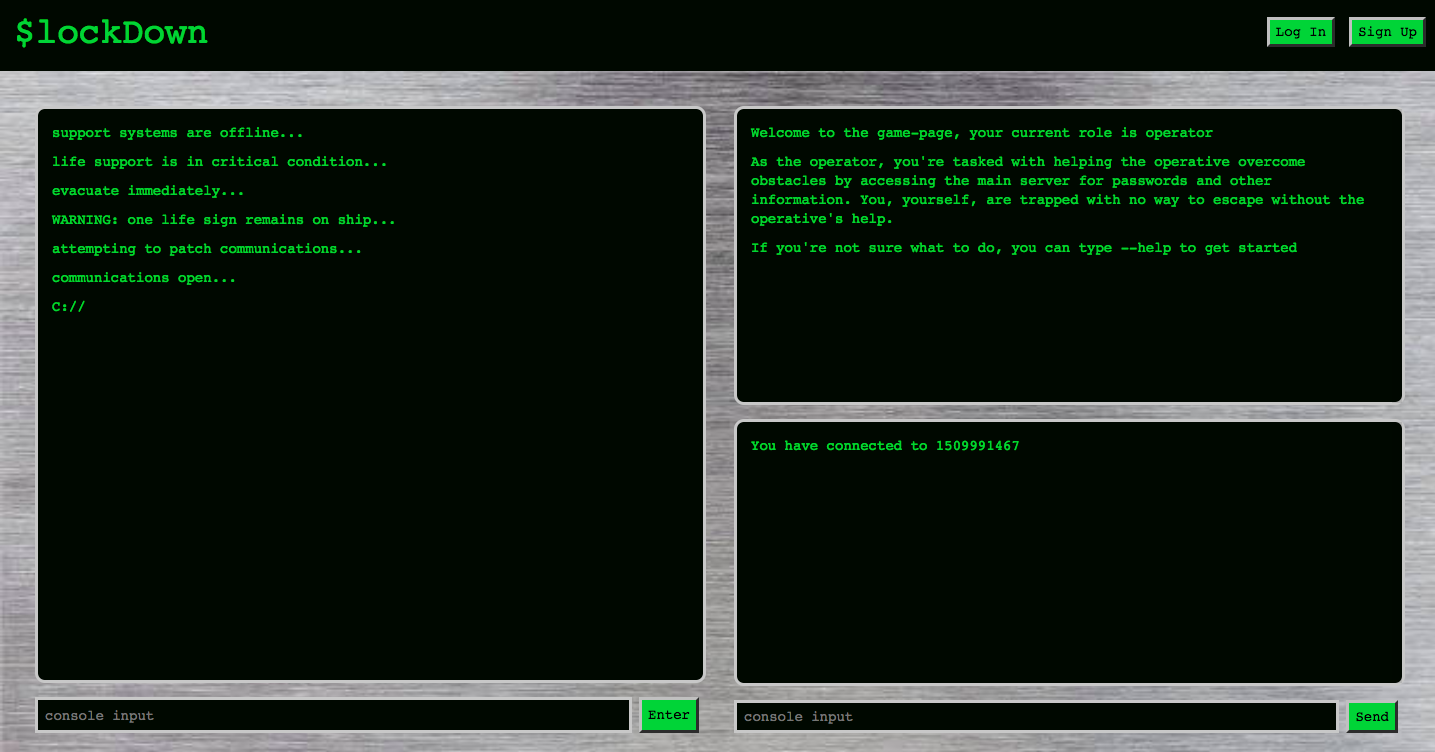 $lockDown
Log In
Sign Up
support systems are offline...
life support is in critical condition...
evacuate immediately...
WARNING: one life sign remains on ship...
attempting to patch communications...
communications open...
C://
console input
Enter
Welcome to the game-page, your current role is operator
As the operator, you're tasked with helping the operative overcome
obstacles by accessing the main server for passwords and other
information. You, yourself, are trapped with no way to escape without the
operative's help.
If you're not sure what to do, you can type --help to get started
You have connected to 1509991467
console input
Send